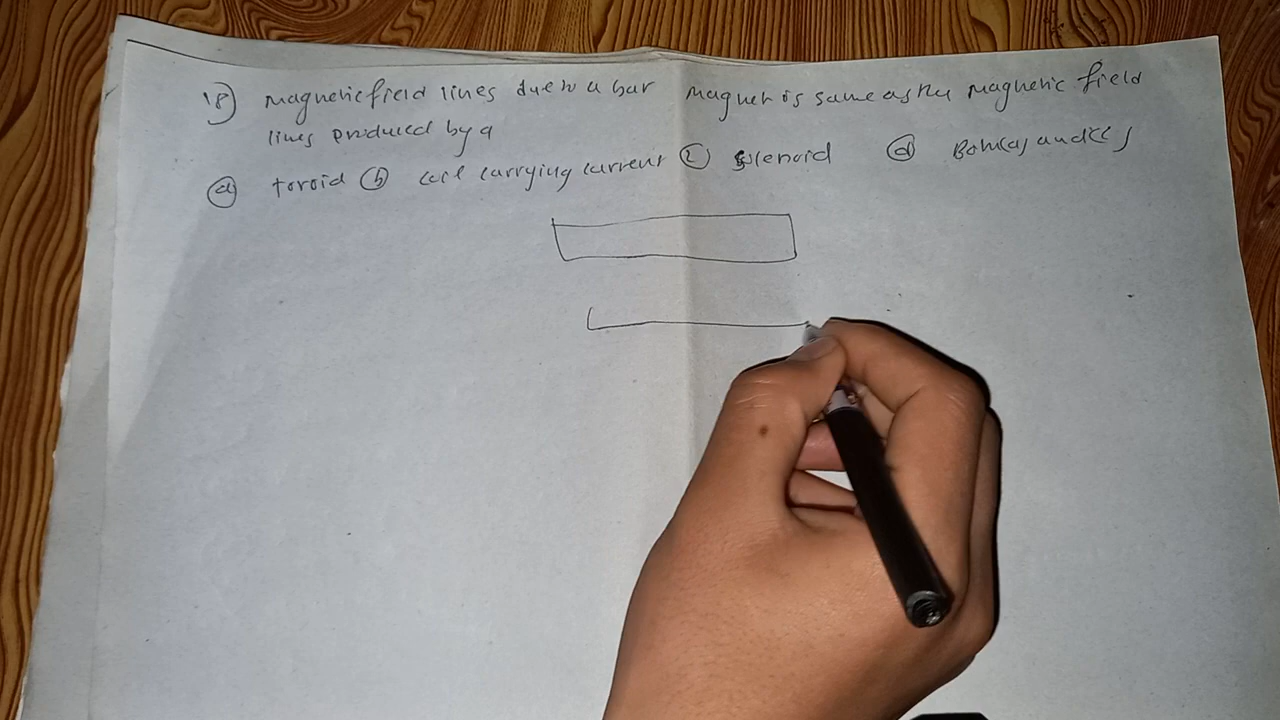 18) magnetic field lines due to a bar magnet is same as the magnetic field
lines produced by a
(a) toroid (b) coil carrying current (c) solenoid (d) Both (a) and (c)